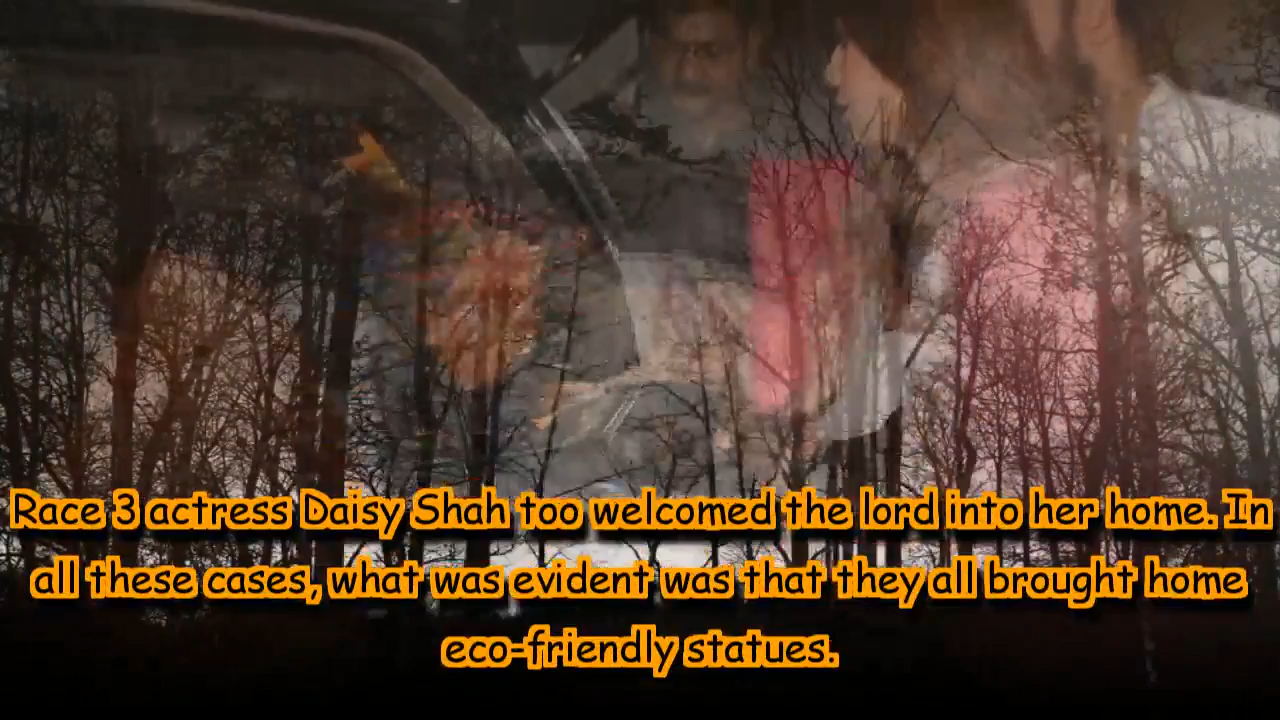 Race 3 actress Daisy Shah too welcomed the lord into her home. In
all these cases, what was evident was that they all brought home
eco-friendly statues.